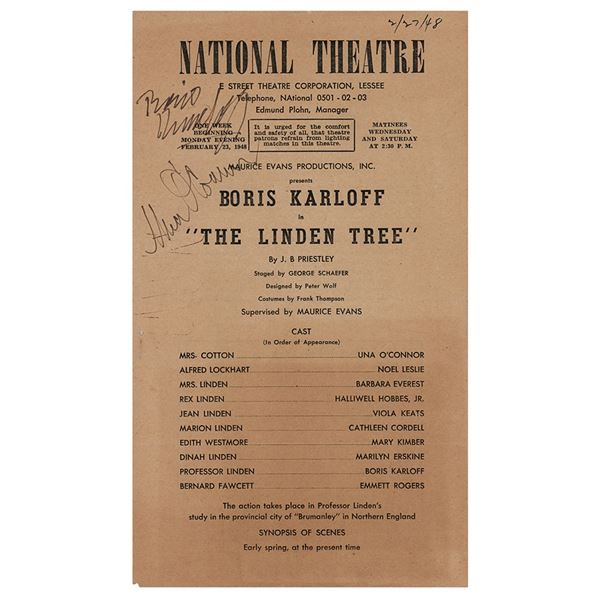 2/27/48
NATIONAL THEATRE
E STREET THEATRE CORPORATION, LESSEE
Telephone, NAtional 0501 - 02 - 03
Edmund Plohn, Manager
Boris Karloff
ONE WEEK
BEGINNING
MONDAY EVENING
FEBRUARY 23, 1948
It is urged for the comfort
and safety of all, that theatre
patrons refrain from lighting
matches in this theatre.
MATINEES
WEDNESDAY
AND SATURDAY
AT 2:30 P. M.
Una O'Connor
MAURICE EVANS PRODUCTIONS, INC.
presents
BORIS KARLOFF
in
"THE LINDEN TREE"
By J. B PRIESTLEY
Staged by GEORGE SCHAEFER
Designed by Peter Wolf
Costumes by Frank Thompson
Supervised by MAURICE EVANS
CAST
(In Order of Appearance)
MRS. COTTON UNA O'CONNOR
ALFRED LOCKHART NOEL LESLIE
MRS. LINDEN BARBARA EVEREST
REX LINDEN HALLIWELL HOBBES, JR.
JEAN LINDEN VIOLA KEATS
MARION LINDEN CATHLEEN CORDELL
EDITH WESTMORE MARY KIMBER
DINAH LINDEN MARILYN ERSKINE
PROFESSOR LINDEN BORIS KARLOFF
BERNARD FAWCETT EMMETT ROGERS
The action takes place in Professor Linden's
study in the provincial city of "Brumanley" in Northern England
SYNOPSIS OF SCENES
Early spring, at the present time